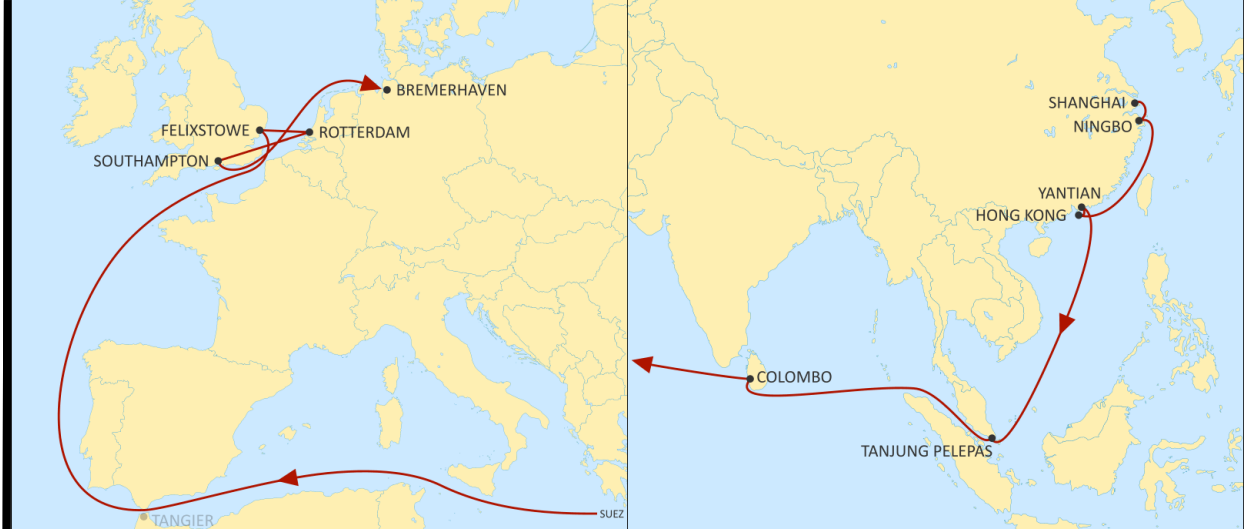 BREMERHAVEN
FELIXSTOWE
ROTTERDAM
SOUTHAMPTON
TANGIER
SUEZ
SHANGHAI
NINGBO
YANTIAN
HONG KONG
COLOMBO
TANJUNG PELEPAS